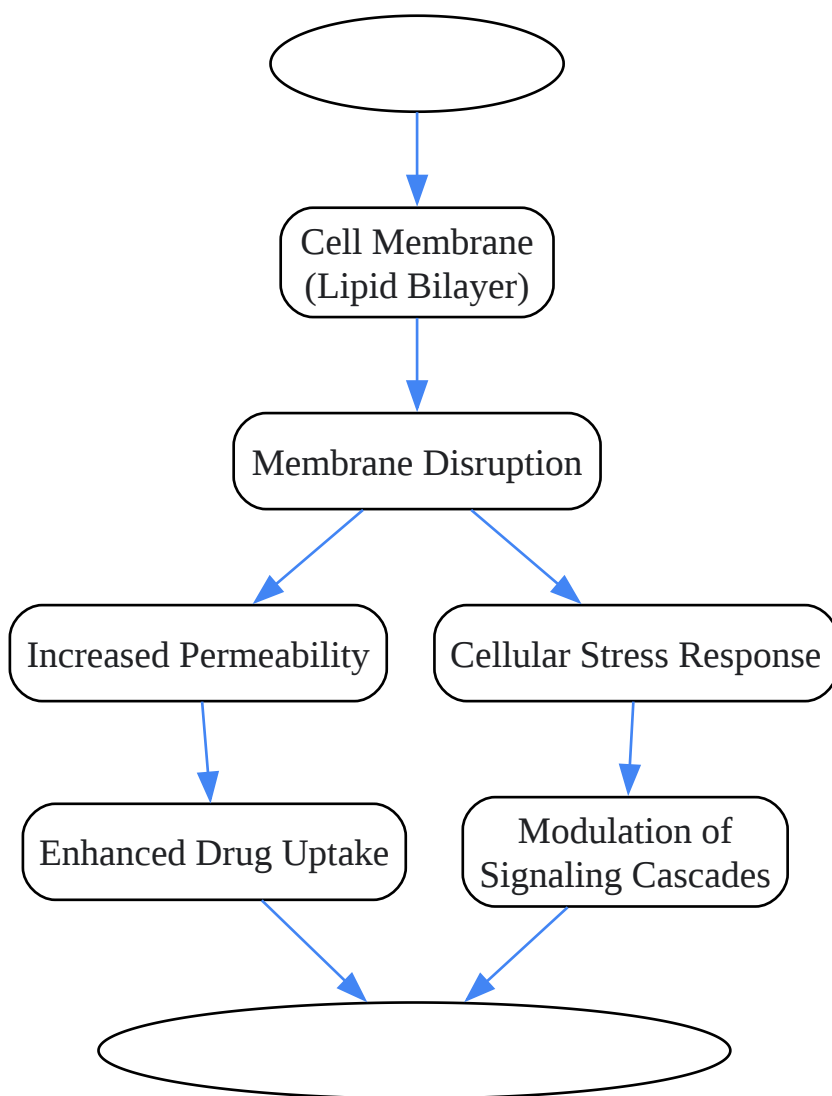 Cell Membrane
(Lipid Bilayer)
Membrane Disruption
Increased Permeability
Cellular Stress Response
Enhanced Drug Uptake
Modulation of
Signaling Cascades